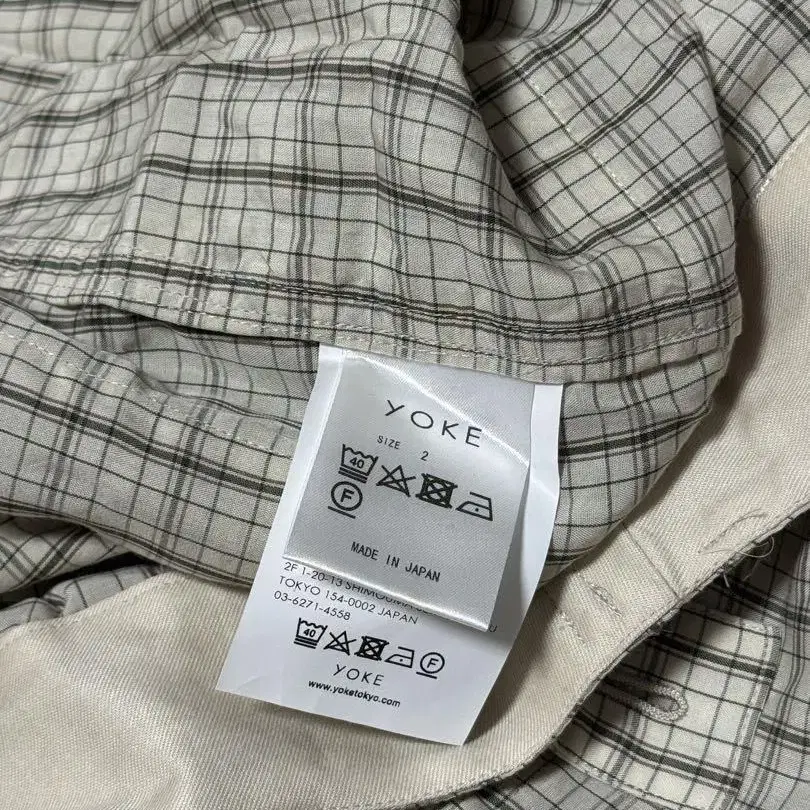 YOKE
SIZE 2
40
F
MADE IN JAPAN
2F 1-20-13 SHIMOUMA
TOKYO 154-0002 JAPAN
03-6271-4558
40
F
YOKE
www.yoketokyo.com